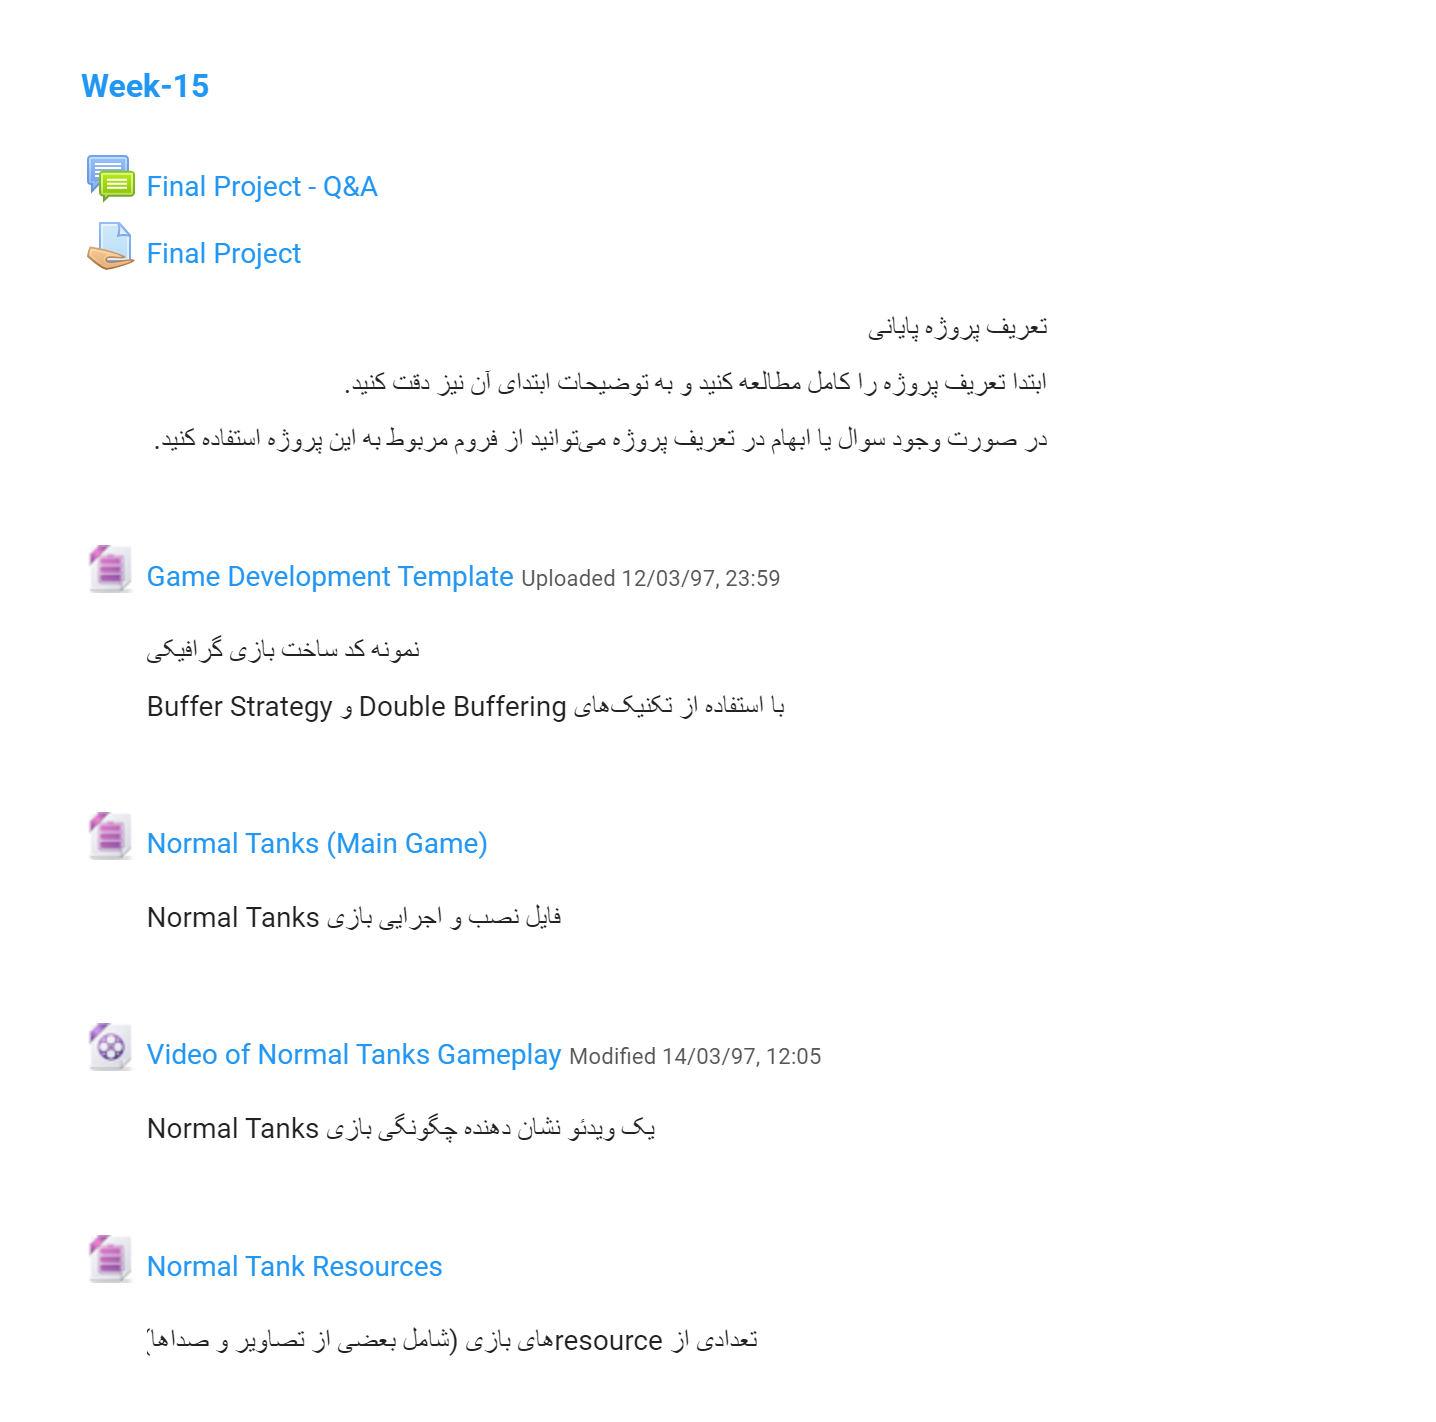 Week-15
Final Project - Q&A
Final Project
تعریف پروژه پایانی
ابتدا تعریف پروژه را کامل مطالعه کنید و به توضیحات ابتدای آن نیز دقت کنید.
در صورت وجود سوال یا ابهام در تعریف پروژه می‌توانید از فروم مربوط به این پروژه استفاده کنید.
Game Development Template Uploaded 12/03/97, 23:59
نمونه کد ساخت بازی گرافیکی
با استفاده از تکنیک‌های Double Buffering و Buffer Strategy
Normal Tanks (Main Game)
فایل نصب و اجرایی بازی Normal Tanks
Video of Normal Tanks Gameplay Modified 14/03/97, 12:05
یک ویدئو نشان دهنده چگونگی بازی Normal Tanks
Normal Tank Resources
تعدادی از resourceهای بازی (شامل بعضی از تصاویر و صداها)